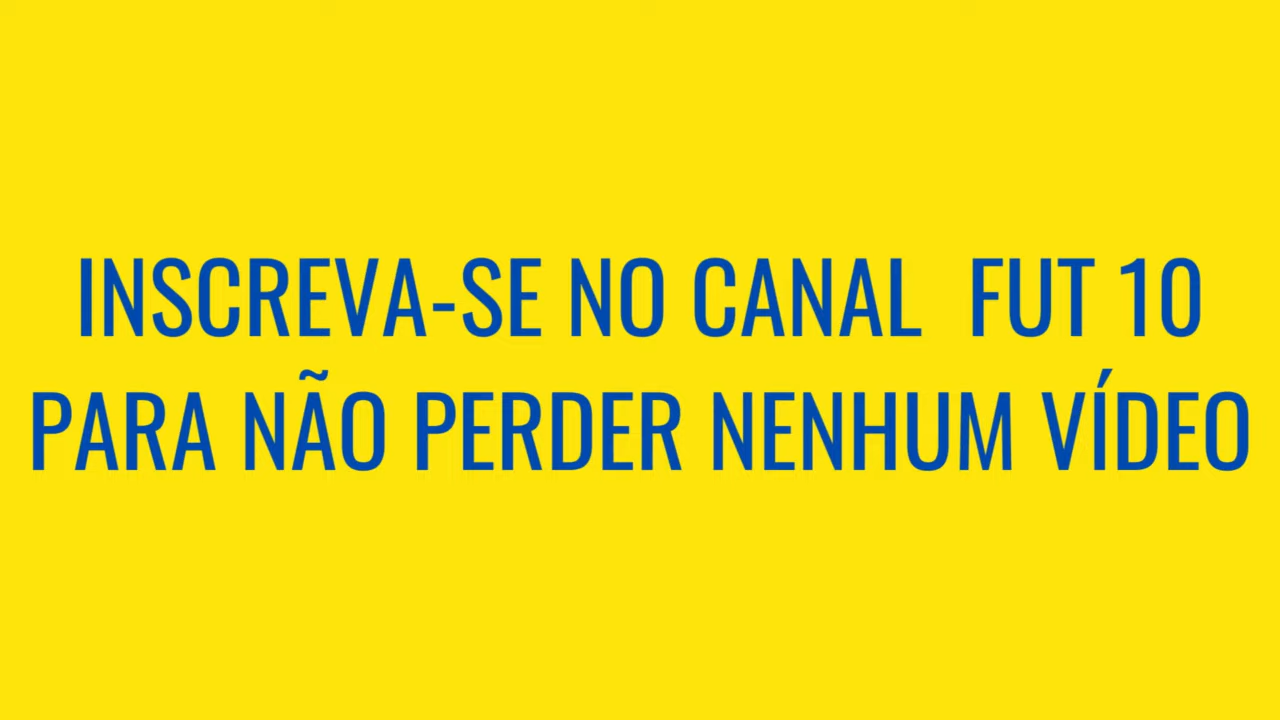 INSCREVA-SE NO CANAL  FUT 10
PARA NÃO PERDER NENHUM VÍDEO